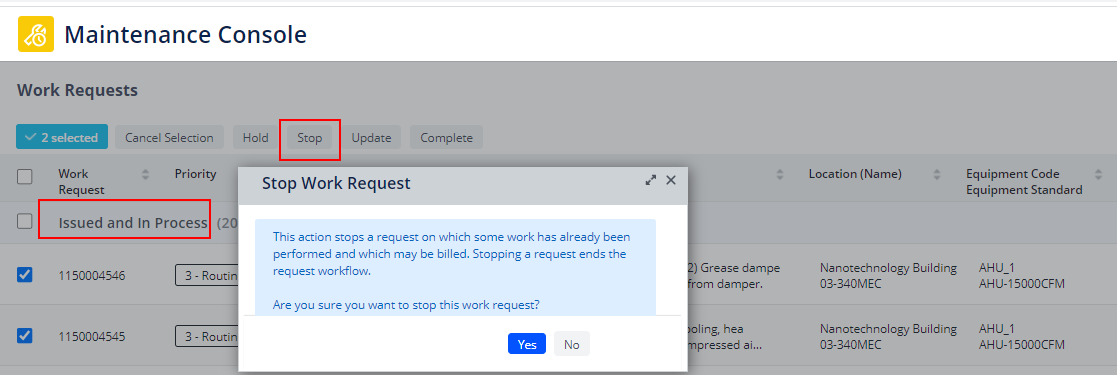 Maintenance Console
Work Requests
2 selected Cancel Selection Hold Stop Update Complete
Work
Request
Priority
Location (Name)
Equipment Code
Equipment Standard
Stop Work Request
Issued and In Process (20
This action stops a request on which some work has already been
performed and which may be billed. Stopping a request ends the
request workflow.
Are you sure you want to stop this work request?
Yes No
1150004546
3 - Routin
2) Grease dampe
from damper.
Nanotechnology Building
03-340MEC
AHU_1
AHU-15000CFM
1150004545
3 - Routin
ooling, hea
mpressed ai...
Nanotechnology Building
03-340MEC
AHU_1
AHU-15000CFM